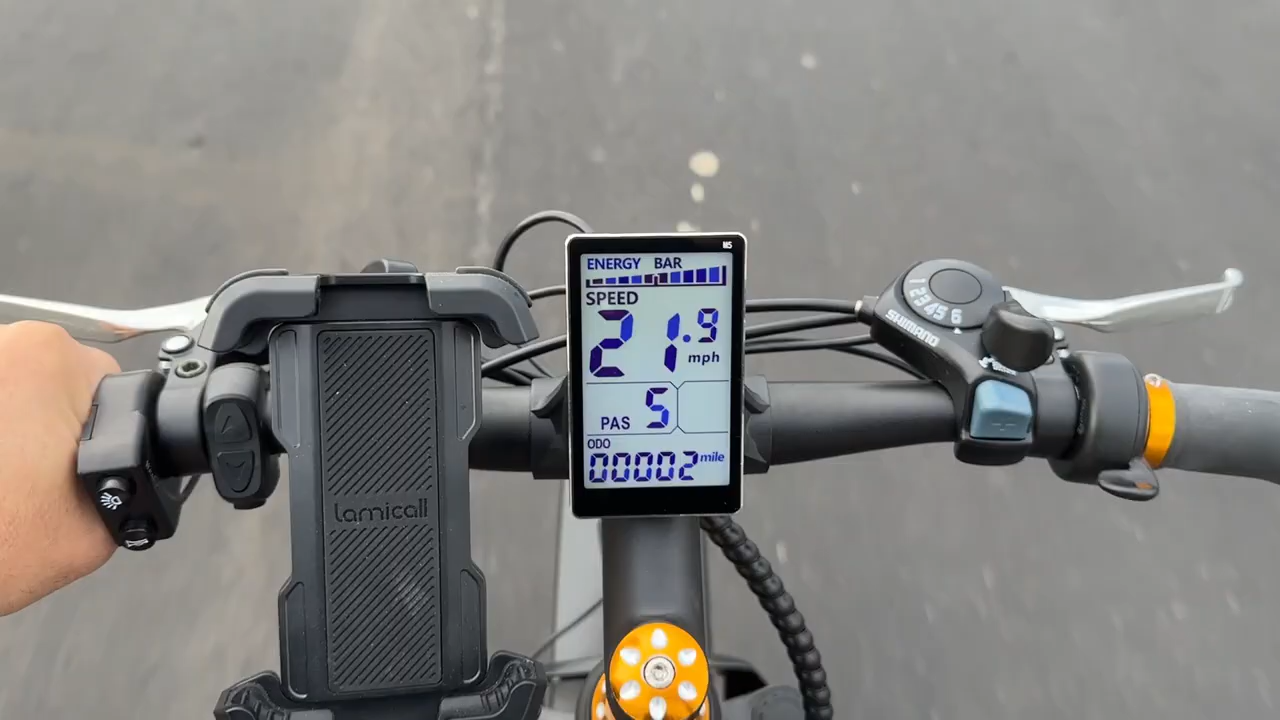 M5
ENERGY BAR
SPEED
21.9
mph
PAS 5
ODO
00002 mile
123456
SHIMANO
lamicall